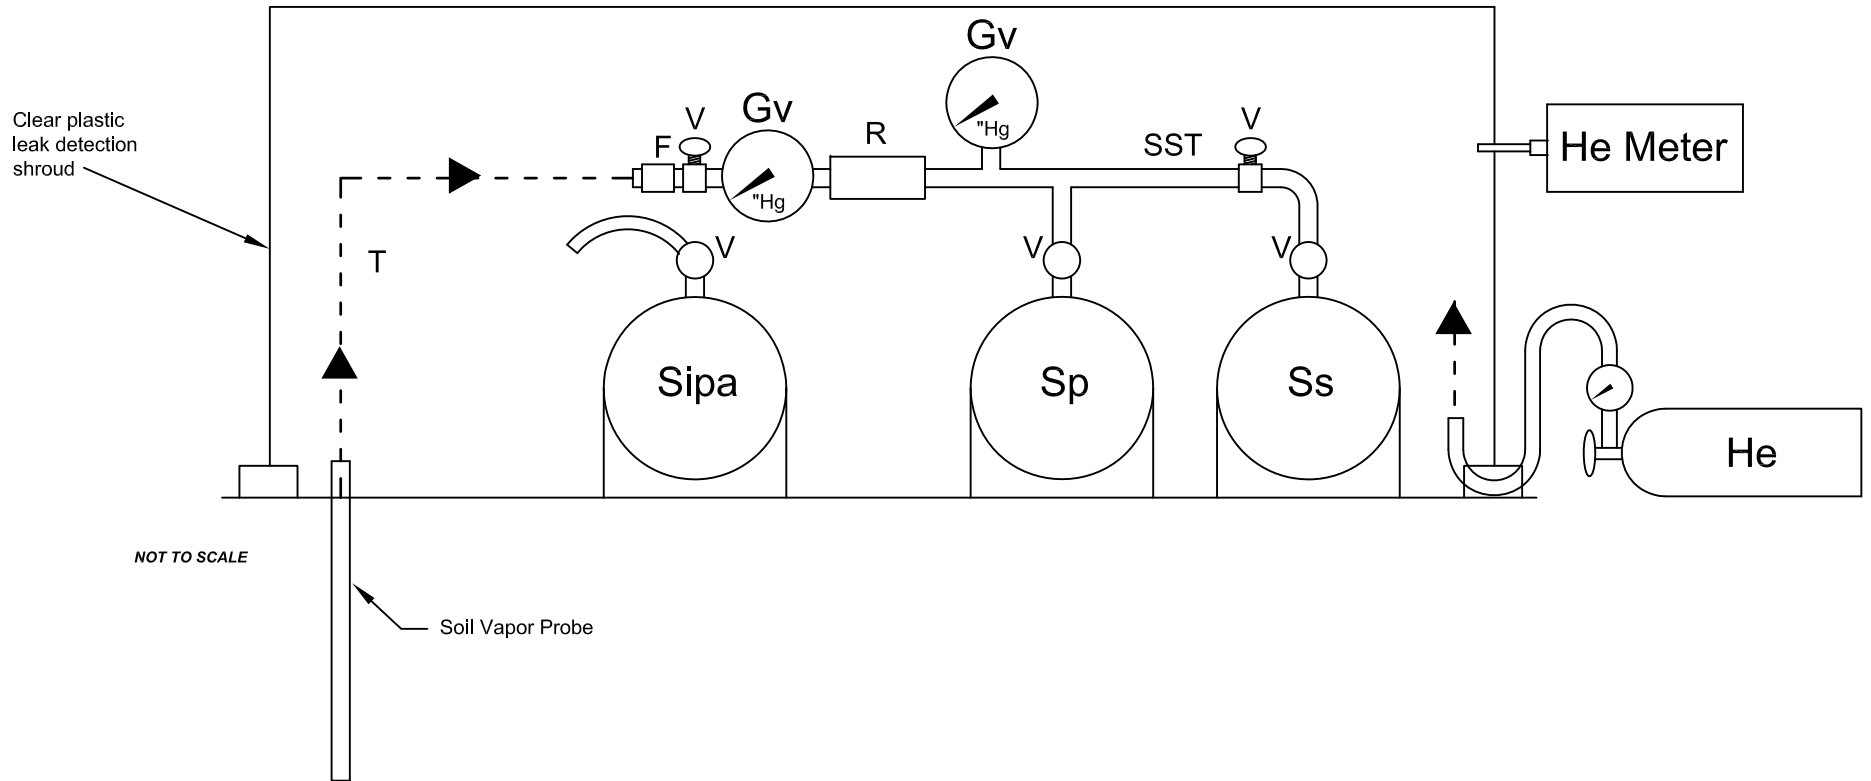 Gv
Clear plastic
leak detection
shroud
V
Gv
"Hg
R
F
SST
V
He Meter
"Hg
T
V
V
V
Sipa
Sp
Ss
He
NOT TO SCALE
Soil Vapor Probe